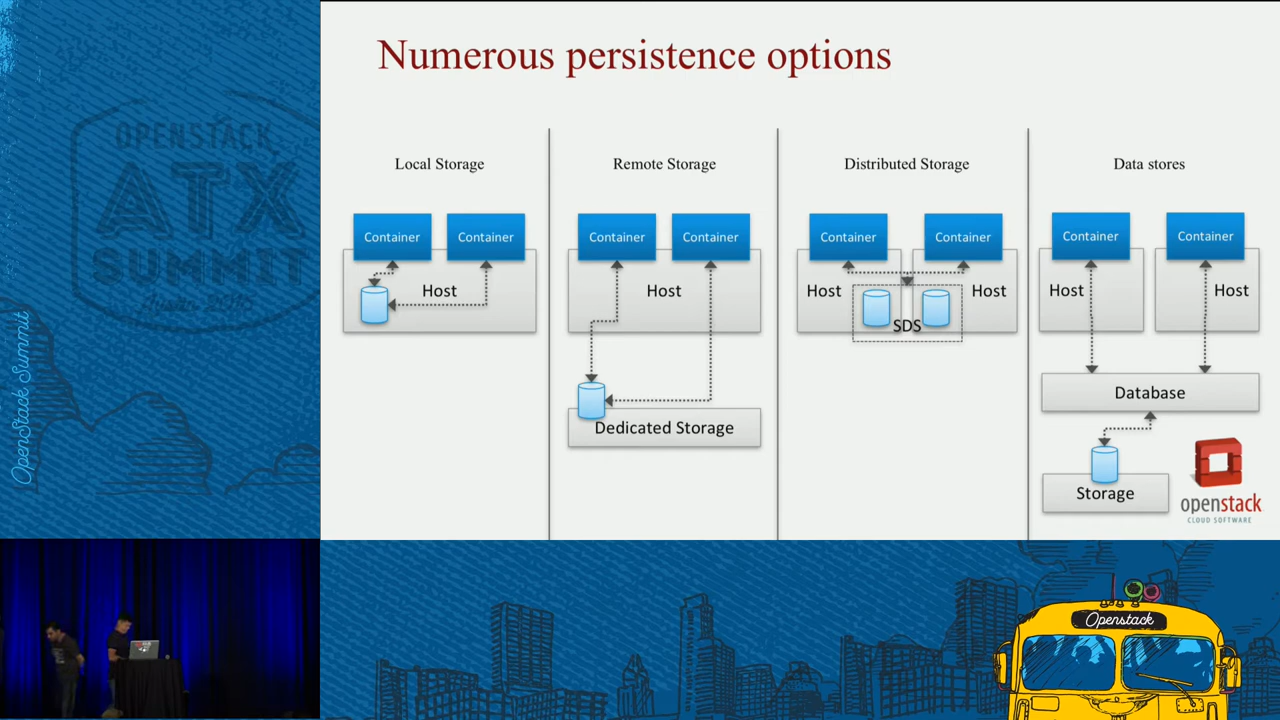 OPENSTACK
ATX
SUMMIT
OpenStack Summit
Numerous persistence options
Local Storage
Container
Container
Host
Remote Storage
Container
Container
Host
Dedicated Storage
Distributed Storage
Container
Container
Host
Host
SDS
Data stores
Container
Container
Host
Host
Database
Storage
openstack
CLOUD SOFTWARE
Openstack